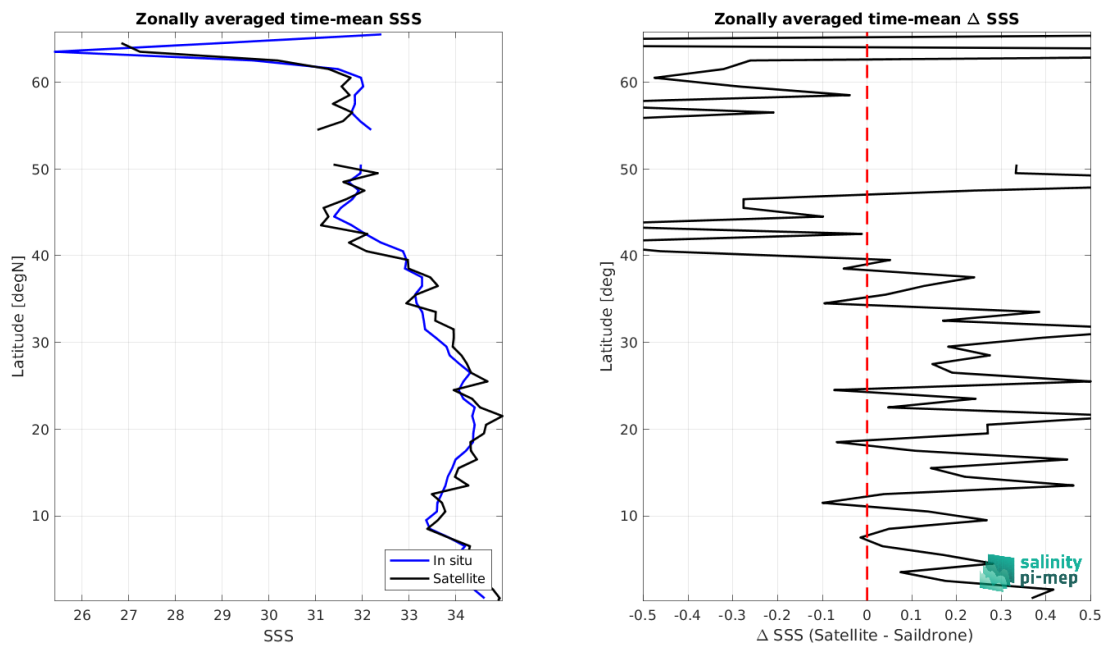 Zonally averaged time-mean SSS
60
50
40
30
20
10
Latitude [degN]
26 27 28 29 30 31 32 33 34
SSS
In situ
Satellite
Zonally averaged time-mean Δ SSS
60
50
40
30
20
10
Latitude [deg]
-0.5 -0.4 -0.3 -0.2 -0.1 0 0.1 0.2 0.3 0.4 0.5
Δ SSS (Satellite - Saildrone)
salinity
pi-mep